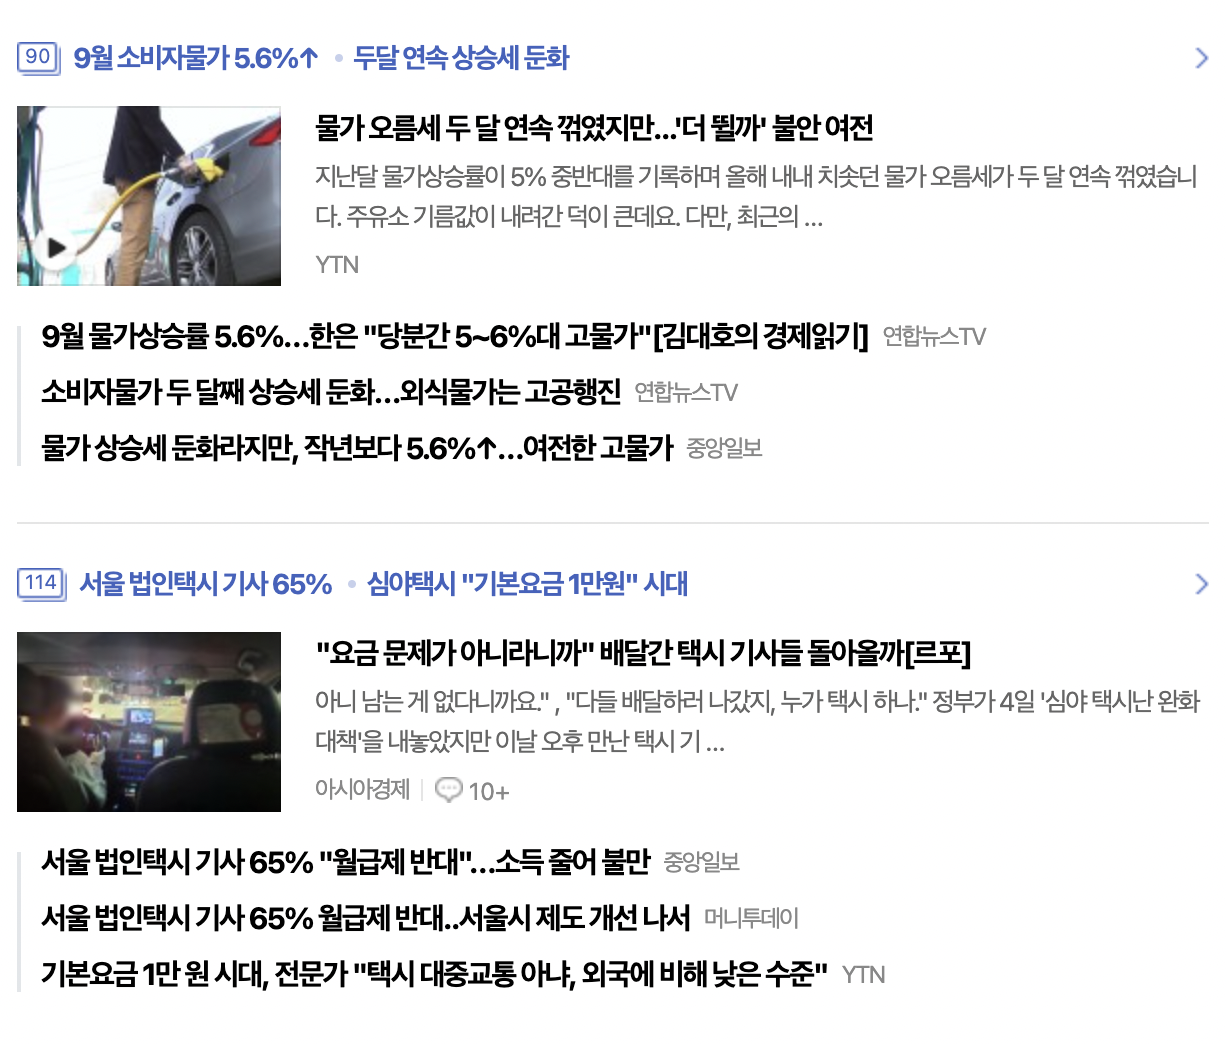 90 9월 소비자물가 5.6%↑ • 두달 연속 상승세 둔화
물가 오름세 두 달 연속 꺾였지만...'더 뛸까' 불안 여전
지난달 물가상승률이 5% 중반대를 기록하며 올해 내내 치솟던 물가 오름세가 두 달 연속 꺾였습니
다. 주유소 기름값이 내려간 덕이 큰데요. 다만, 최근의 ...
YTN
9월 물가상승률 5.6%…한은 "당분간 5~6%대 고물가"[김대호의 경제읽기] 연합뉴스TV
소비자물가 두 달째 상승세 둔화…외식물가는 고공행진 연합뉴스TV
물가 상승세 둔화라지만, 작년보다 5.6%↑…여전한 고물가 중앙일보
114 서울 법인택시 기사 65% • 심야택시 "기본요금 1만원" 시대
"요금 문제가 아니라니까" 배달간 택시 기사들 돌아올까[르포]
아니 남는 게 없다니까요." , "다들 배달하러 나갔지, 누가 택시 하나." 정부가 4일 '심야 택시난 완화
대책'을 내놓았지만 이날 오후 만난 택시 기 ...
아시아경제 10+
서울 법인택시 기사 65% "월급제 반대"…소득 줄어 불만 중앙일보
서울 법인택시 기사 65% 월급제 반대..서울시 제도 개선 나서 머니투데이
기본요금 1만 원 시대, 전문가 "택시 대중교통 아냐, 외국에 비해 낮은 수준" YTN